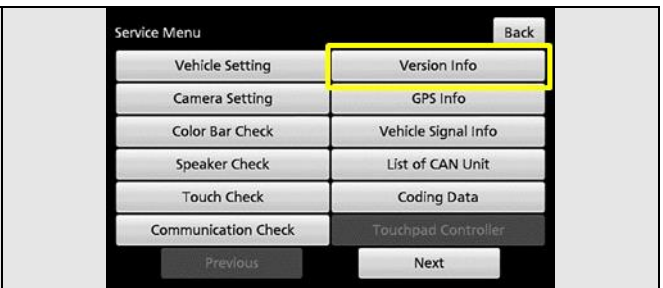 Service Menu Back
Vehicle Setting Version Info
Camera Setting GPS Info
Color Bar Check Vehicle Signal Info
Speaker Check List of CAN Unit
Touch Check Coding Data
Communication Check Touchpad Controller
Previous Next